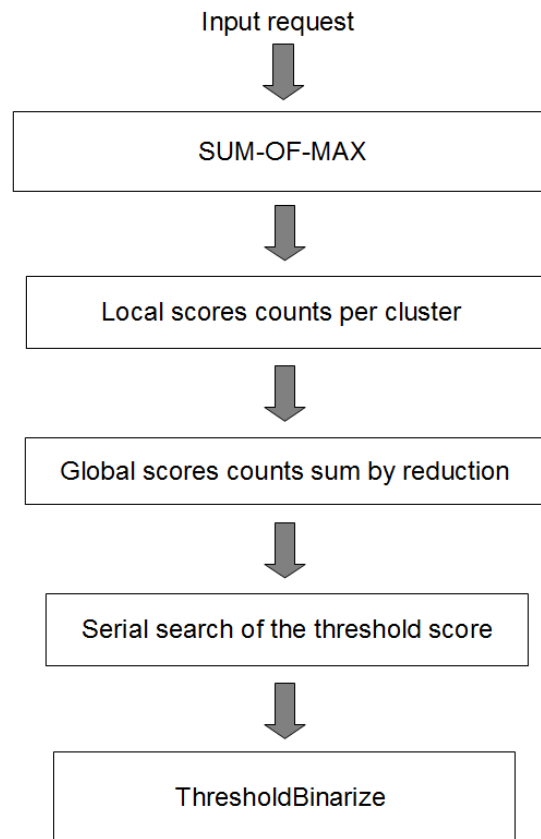 Input request
SUM-OF-MAX
Local scores counts per cluster
Global scores counts sum by reduction
Serial search of the threshold score
ThresholdBinarize